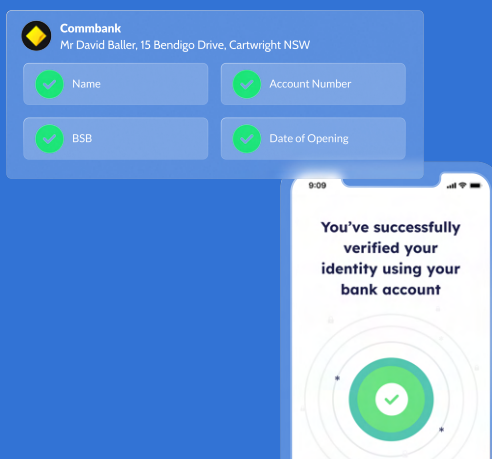 Commbank
Mr David Baller, 15 Bendigo Drive, Cartwright NSW
Name
Account Number
BSB
Date of Opening
9:09
You've successfully
verified your
identity using your
bank account